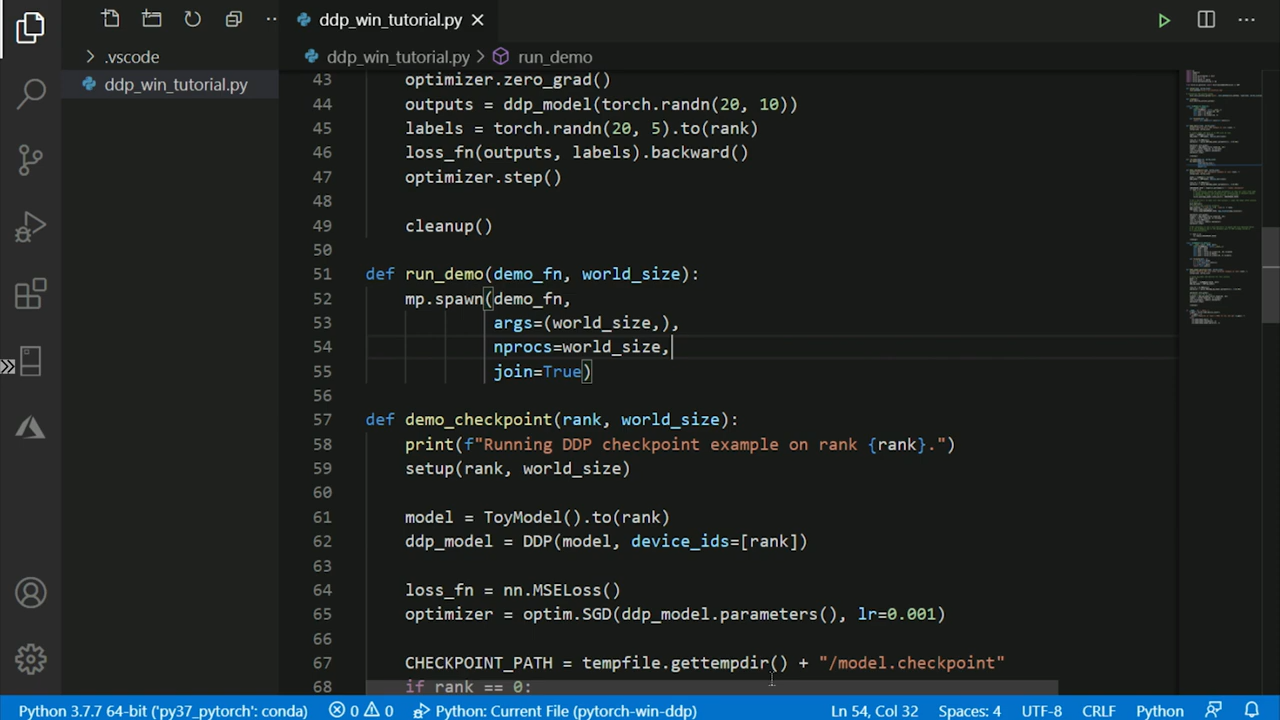 ddp_win_tutorial.py
.vscode
ddp_win_tutorial.py
ddp_win_tutorial.py
run_demo
43 optimizer.zero_grad()
44 outputs = ddp_model(torch.randn(20, 10))
45 labels = torch.randn(20, 5).to(rank)
46 loss_fn(outputs, labels).backward()
47 optimizer.step()
48
49 cleanup()
50
51 def run_demo(demo_fn, world_size):
52 mp.spawn(demo_fn,
53 args=(world_size,),
54 nprocs=world_size,
55 join=True)
56
57 def demo_checkpoint(rank, world_size):
58 print(f"Running DDP checkpoint example on rank {rank}.")
59 setup(rank, world_size)
60
61 model = ToyModel().to(rank)
62 ddp_model = DDP(model, device_ids=[rank])
63
64 loss_fn = nn.MSELoss()
65 optimizer = optim.SGD(ddp_model.parameters(), lr=0.001)
66
67 CHECKPOINT_PATH = tempfile.gettempdir() + "/model.checkpoint"
68 if rank == 0:
Python 3.7.7 64-bit ('py37_pytorch': conda) 0 0 Python: Current File (pytorch-win-ddp) Ln 54, Col 32 Spaces: 4 UTF-8 CRLF Python